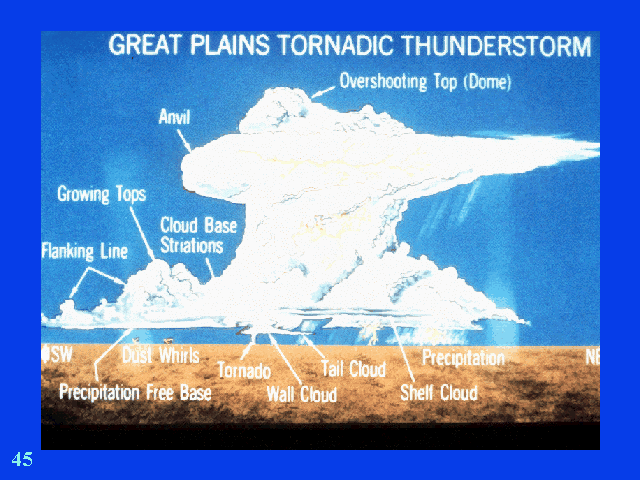 GREAT PLAINS TORNADIC THUNDERSTORM
Overshooting Top (Dome)
Anvil
Growing Tops
Cloud Base
Striations
Flanking Line
SW
Dust Whirls
Precipitation
Tornado
Tail Cloud
Precipitation Free Base
Wall Cloud
Shelf Cloud
45